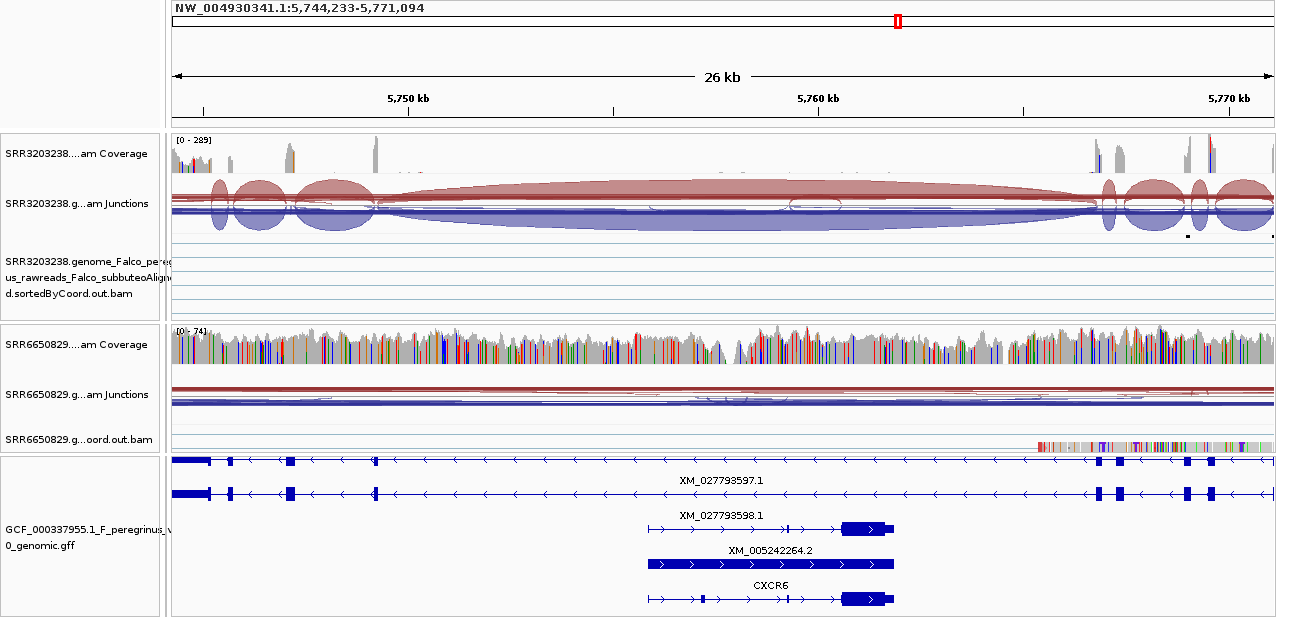 NW_004930341.1:5,744,233-5,771,094
26 kb
5,750 kb
5,760 kb
5,770 kb
SRR3203238....am Coverage
[0 - 289]
SRR3203238.g...am Junctions
SRR3203238.genome_Falco_pereg
us_rawreads_Falco_subbuteoAligne
d.sortedByCoord.out.bam
SRR6650829....am Coverage
[0 - 74]
SRR6650829.g...am Junctions
SRR6650829.g...oord.out.bam
XM_027793597.1
XM_027793598.1
GCF_000337955.1_F_peregrinus_v
0_genomic.gff
XM_005242264.2
CXCR6